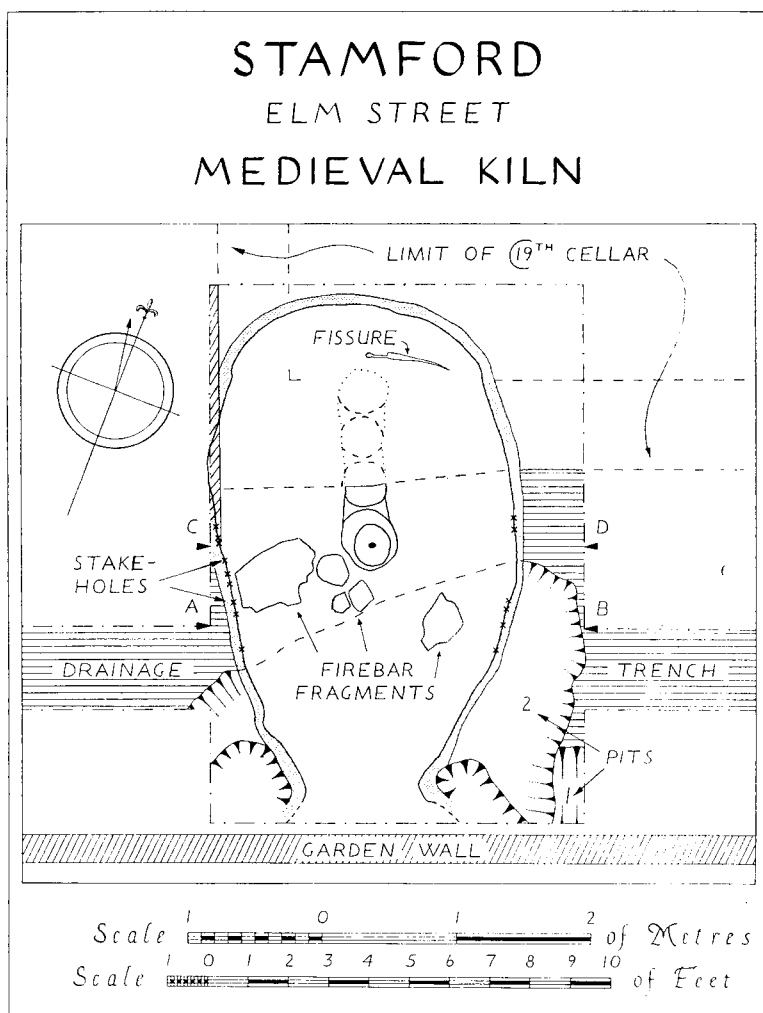 STAMFORD
ELM STREET
MEDIEVAL KILN
LIMIT OF 19TH CELLAR
FISSURE
C
D
STAKE-
HOLES
A
B
DRAINAGE
FIREBAR
FRAGMENTS
TRENCH
2
PITS
1
GARDEN WALL
1 0 1 2
Scale of Metres
1 0 1 2 3 4 5 6 7 8 9 10
Scale of Feet